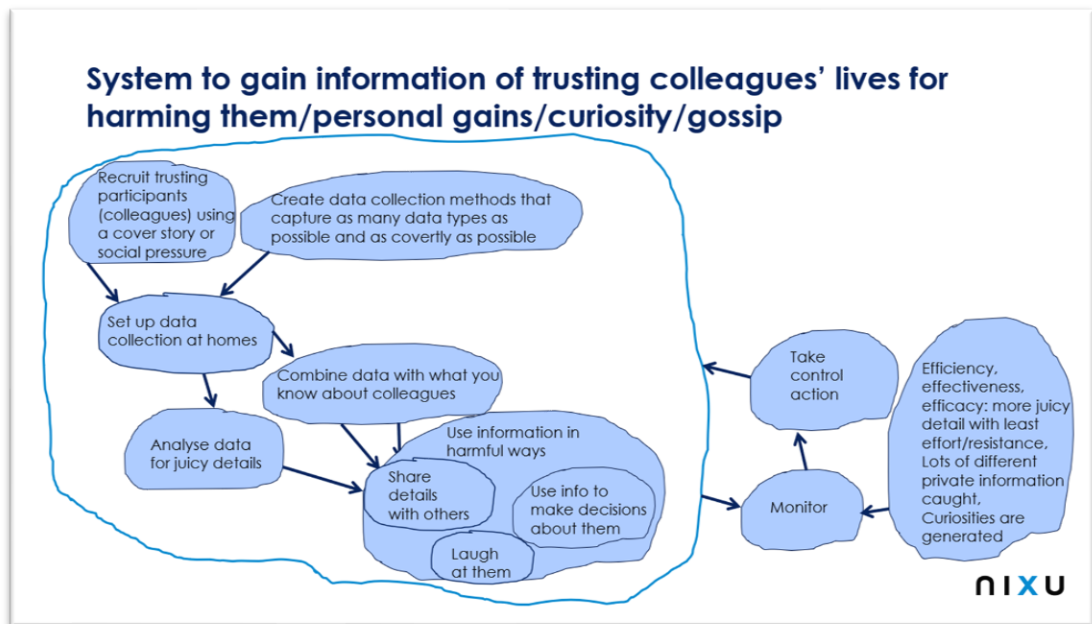 System to gain information of trusting colleagues' lives for
harming them/personal gains/curiosity/gossip
Recruit trusting
participants
(colleagues) using
a cover story or
social pressure
Create data collection methods that
capture as many data types as
possible and as covertly as possible
Set up data
collection at homes
Combine data with what you
know about colleagues
Analyse data
for juicy details
Use information in
harmful ways
Share
details
with others
Use info to
make decisions
about them
Laugh
at them
Take
control
action
Monitor
Efficiency,
effectiveness,
efficacy: more juicy
detail with least
effort/resistance,
Lots of different
private information
caught,
Curiosities are
generated
nixu